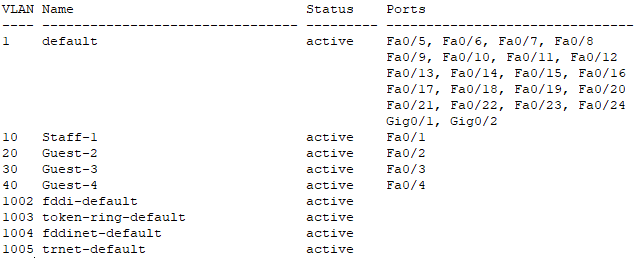 VLAN Name                             Status    Ports
---- -------------------------------- --------- -------------------------------
1    default                          active    Fa0/5, Fa0/6, Fa0/7, Fa0/8
                                                Fa0/9, Fa0/10, Fa0/11, Fa0/12
                                                Fa0/13, Fa0/14, Fa0/15, Fa0/16
                                                Fa0/17, Fa0/18, Fa0/19, Fa0/20
                                                Fa0/21, Fa0/22, Fa0/23, Fa0/24
                                                Gig0/1, Gig0/2
10   Staff-1                          active    Fa0/1
20   Guest-2                          active    Fa0/2
30   Guest-3                          active    Fa0/3
40   Guest-4                          active    Fa0/4
1002 fddi-default                     active
1003 token-ring-default               active
1004 fddinet-default                  active
1005 trnet-default                    active